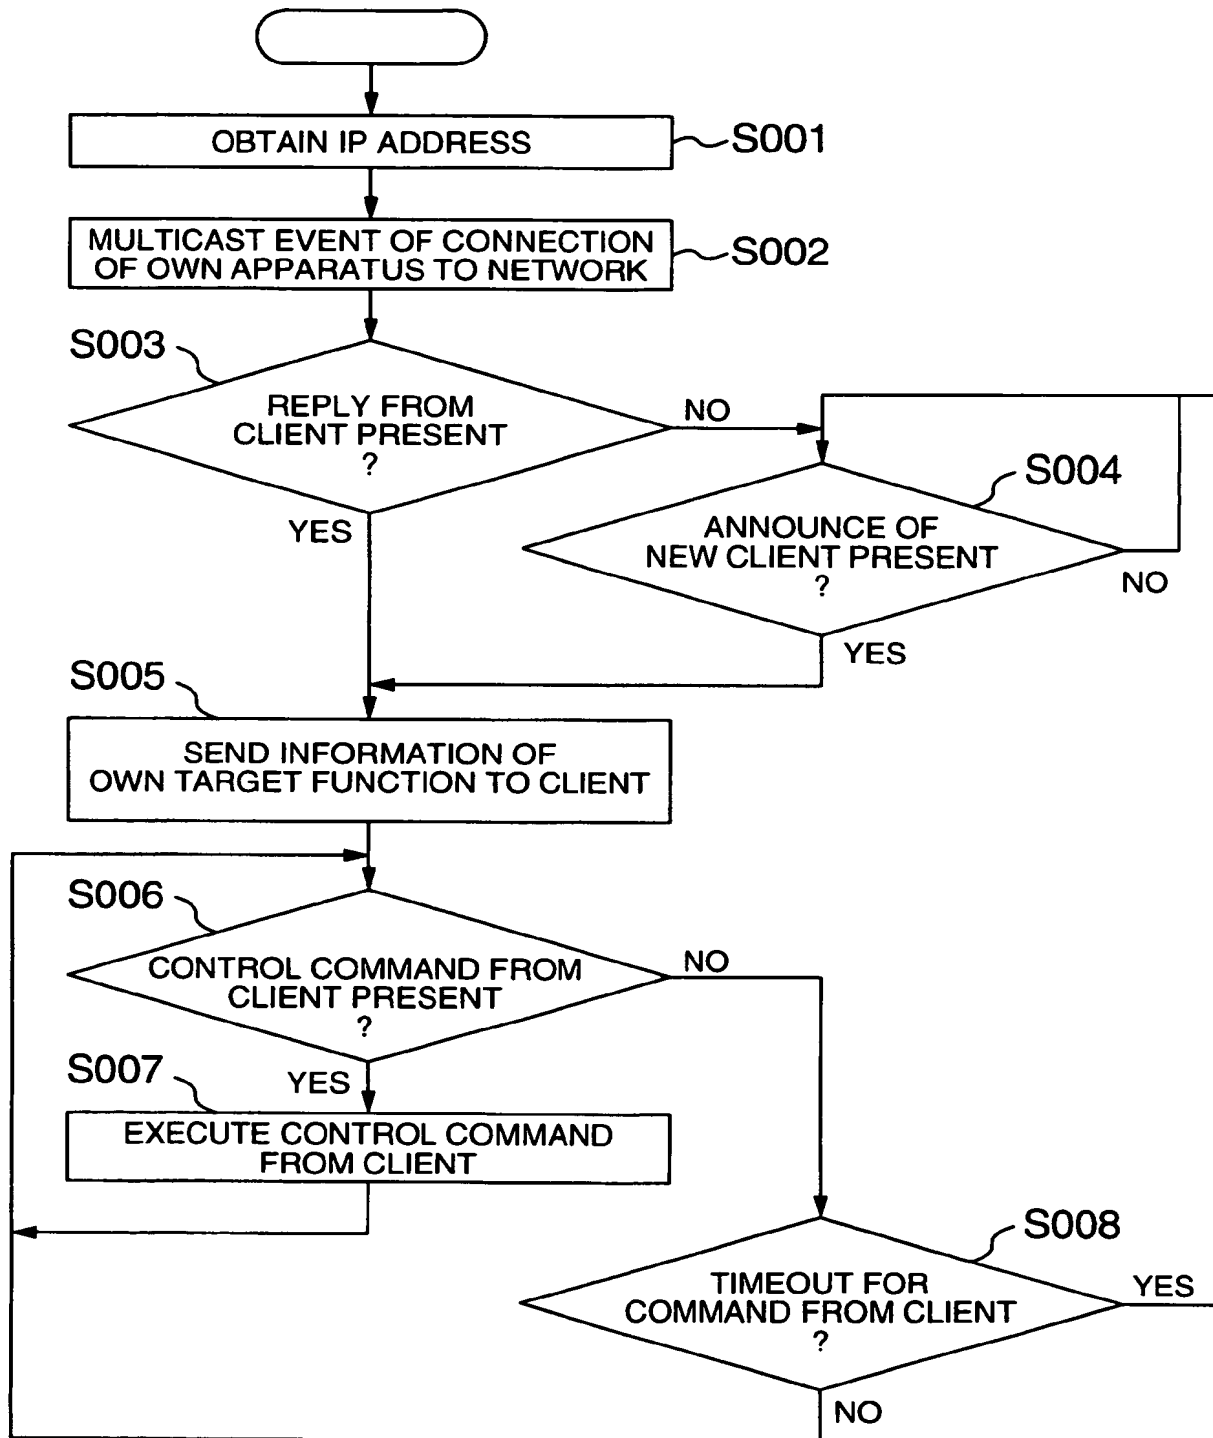 OBTAIN IP ADDRESS
S001
MULTICAST EVENT OF CONNECTION
OF OWN APPARATUS TO NETWORK
S002
S003
REPLY FROM
CLIENT PRESENT
?
NO
YES
S004
ANNOUNCE OF
NEW CLIENT PRESENT
?
NO
YES
S005
SEND INFORMATION OF
OWN TARGET FUNCTION TO CLIENT
S006
CONTROL COMMAND FROM
CLIENT PRESENT
?
NO
YES
S007
EXECUTE CONTROL COMMAND
FROM CLIENT
S008
TIMEOUT FOR
COMMAND FROM CLIENT
?
YES
NO